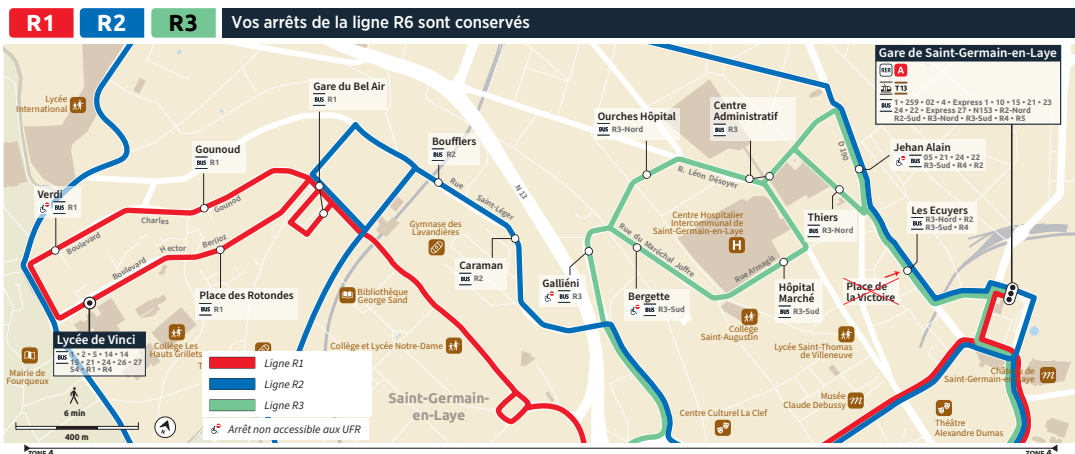 R1
R2
R3
Vos arrêts de la ligne R6 sont conservés
Gare de Saint-Germain-en-Laye
RER A
T13
BUS 1 • 259 • 02 • 4 • Express 1 • 10 • 15 • 21 • 23
24 • 22 • Express 27 • N153 • R2-Nord
R2-Sud • R3-Nord • R3-Sud • R4 • R5
Lycée
International
Gare du Bel Air
BUS R1
Gounoud
BUS R1
Verdi
BUS R1
Boulevard
Charles
Gounod
Boulevard
Hector
Berlioz
Place des Rotondes
BUS R1
Lycée de Vinci
BUS 1 • 2 • 5 • 14 • 14
15 • 21 • 24 • 26 • 27
54 • R1 • R4
Mairie de
Fourqueux
Collège Les
Hauts Grillets
T
6 min
400 m
N
Boufflers
BUS R2
Rue
Saint-Léger
N 13
Gymnase des
Lavandières
Caraman
BUS R2
Bibliothèque
George Sand
Collège et Lycée Notre-Dame
Saint-Germain-
en-Laye
Ligne R1
Ligne R2
Ligne R3
Arrêt non accessible aux UFR
Ourches Hôpital
BUS R3-Nord
Centre
Administratif
BUS R3
R. Léon Désoyer
D 190
Jehan Alain
BUS 05 • 21 • 24 • 22
R3-Sud • R4 • R2
Centre Hospitalier
Intercommunal de
Saint-Germain-en-Laye
H
Thiers
BUS R3-Nord
Les Ecuyers
BUS R3-Nord • R2
R3-Sud • R4
Rue du Maréchal Joffre
Rue Armagis
Galliéni
BUS R3
Bergette
BUS R3-Sud
Hôpital
Marché
BUS R3-Sud
Place de
la Victoire
Collège
Saint-Augustin
Lycée Saint-Thomas
de Villeneuve
Château de
Saint-Germain-en-Laye
Musée
Claude Debussy
Centre Culturel La Clef
Théâtre
Alexandre Dumas
ZONE 4
ZONE 4